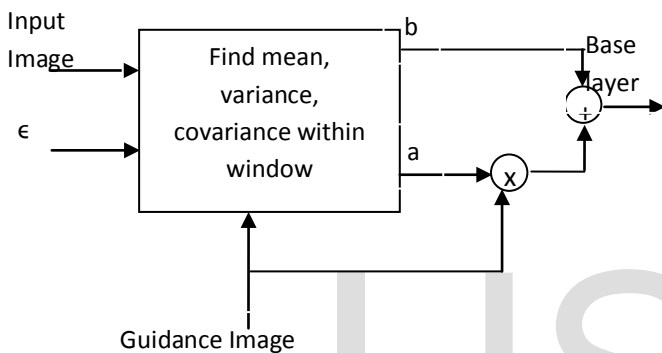 Input
Image
ϵ
Find mean,
variance,
covariance within
window
b
a
x
Base
layer
+
Guidance Image